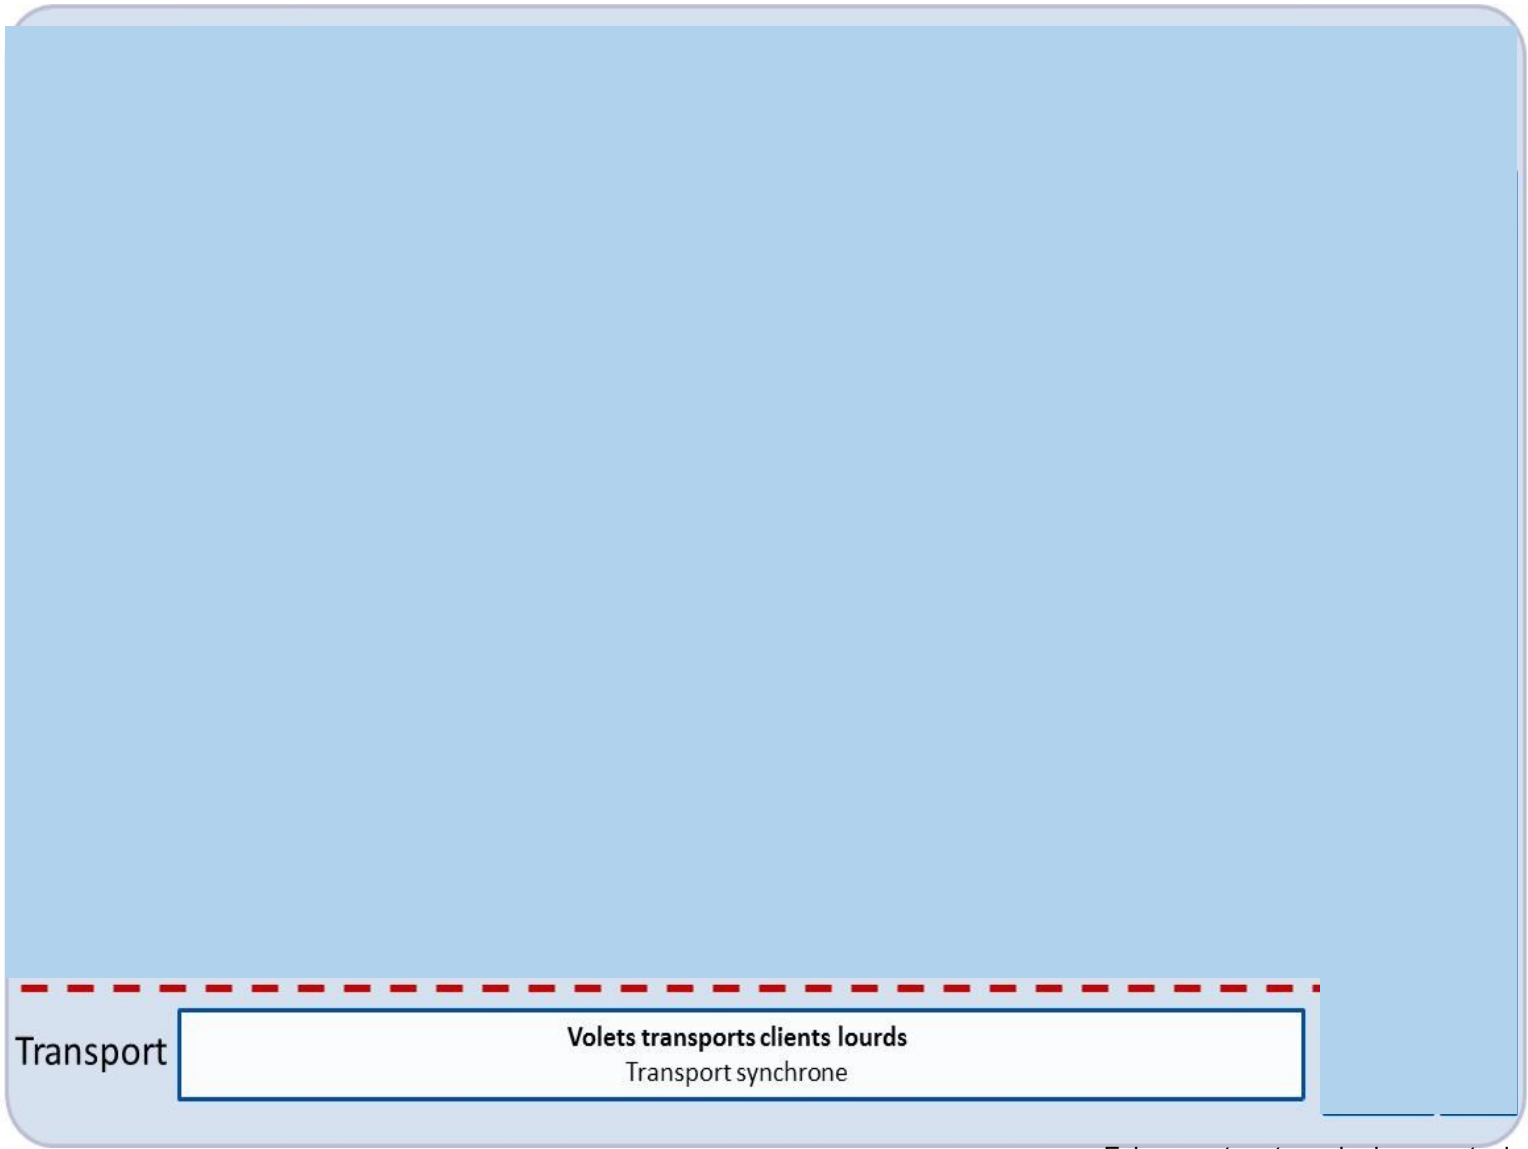 Transport
Volets transports clients lourds
Transport synchrone